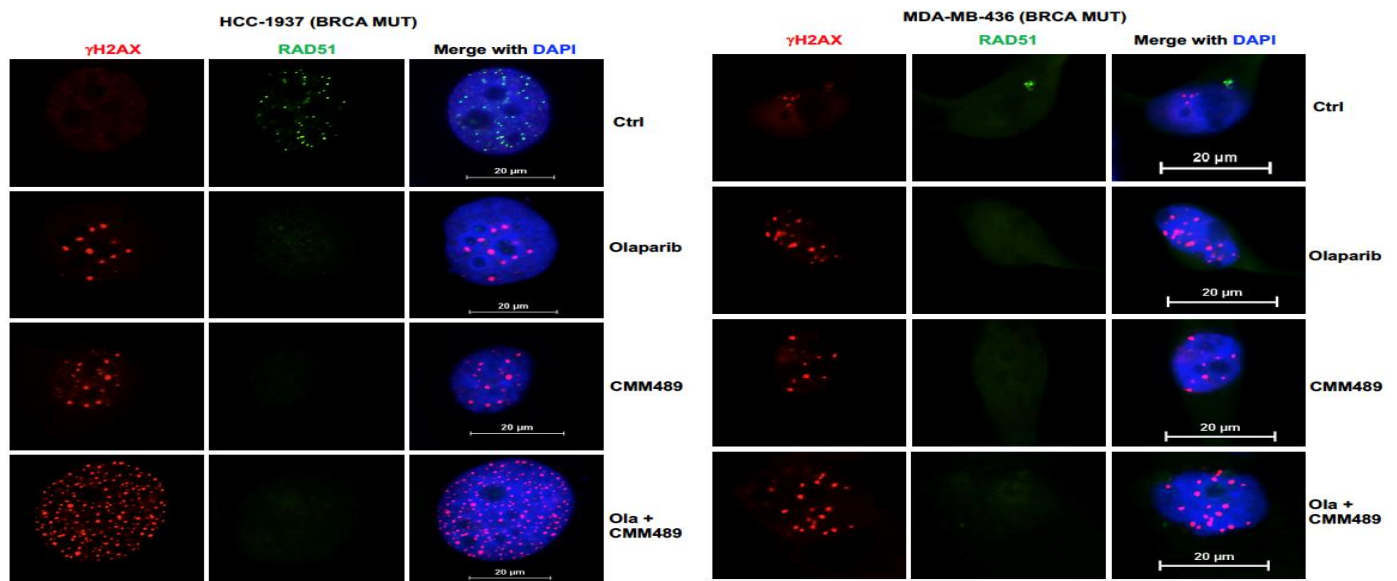 HCC-1937 (BRCA MUT)
γH2AX RAD51 Merge with DAPI
20 µm
Ctrl
20 µm
Olaparib
20 µm
CMM489
20 µm
Ola +
CMM489
MDA-MB-436 (BRCA MUT)
γH2AX RAD51 Merge with DAPI
20 µm
Ctrl
20 µm
Olaparib
20 µm
CMM489
20 µm
Ola +
CMM489